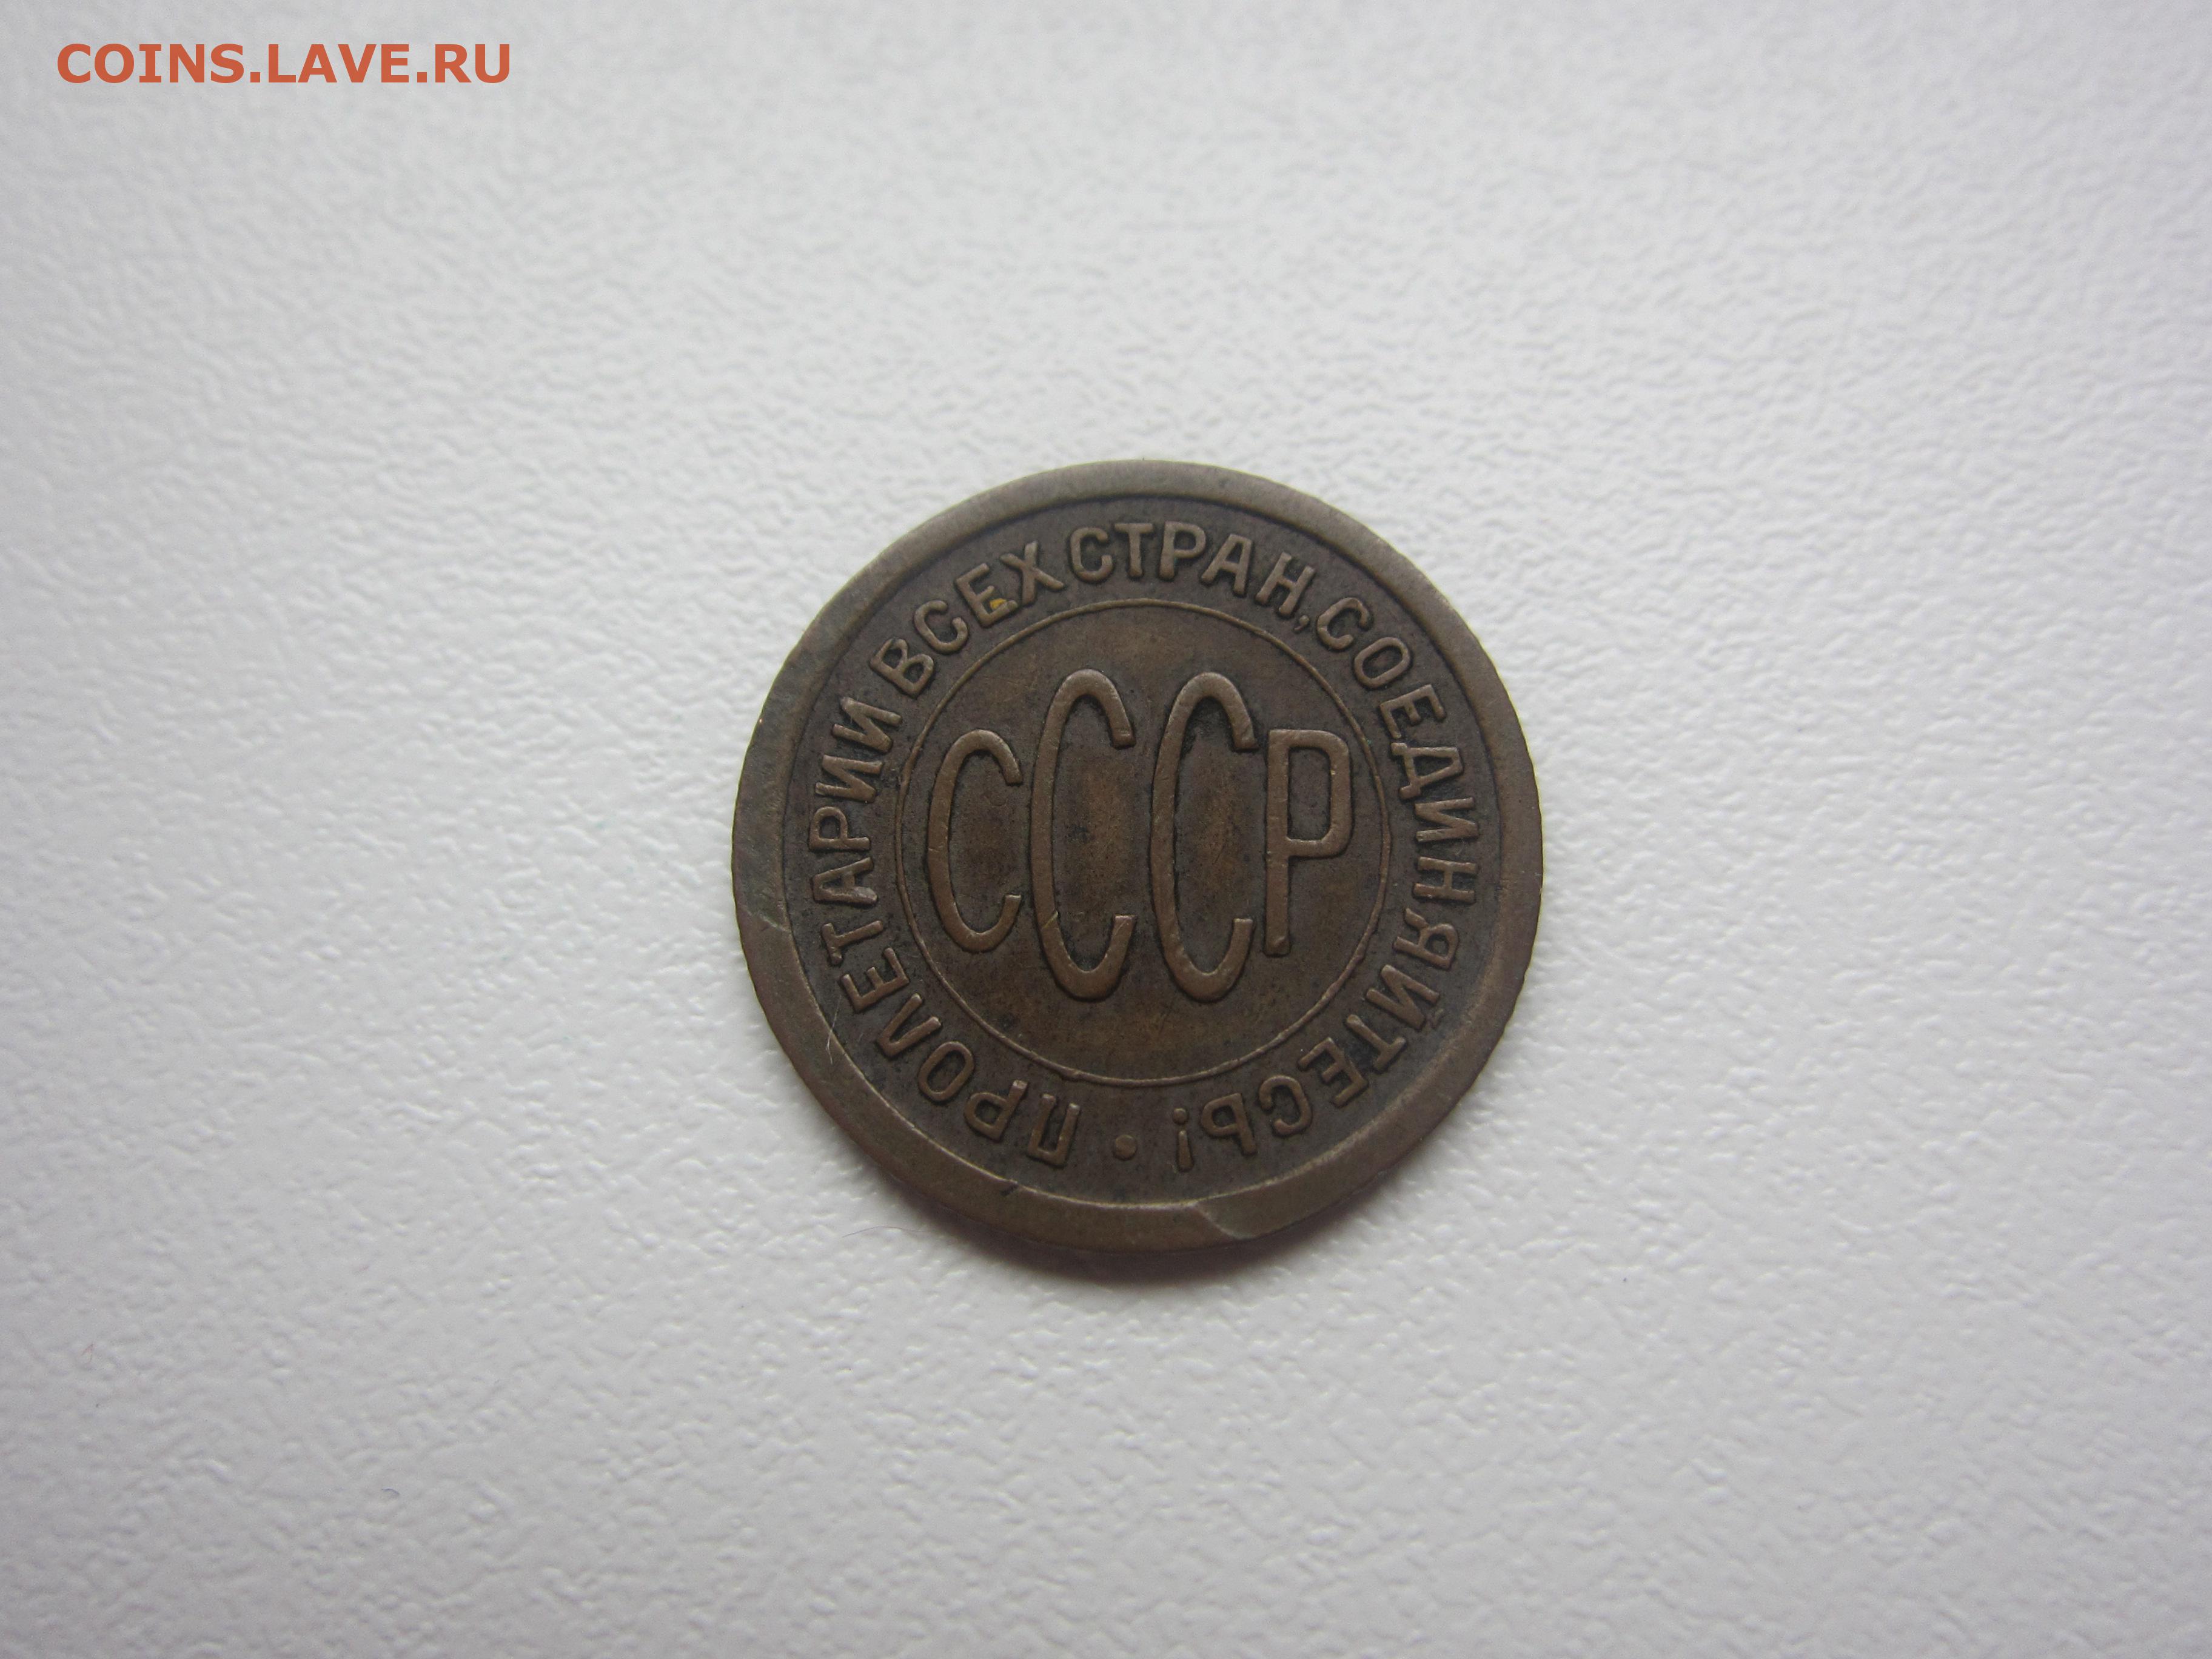 COINS.LAVE.RU
ПРОЛЕТАРИИ ВСЕХ СТРАН, СОЕДИНЯЙТЕСЬ! •
СССР